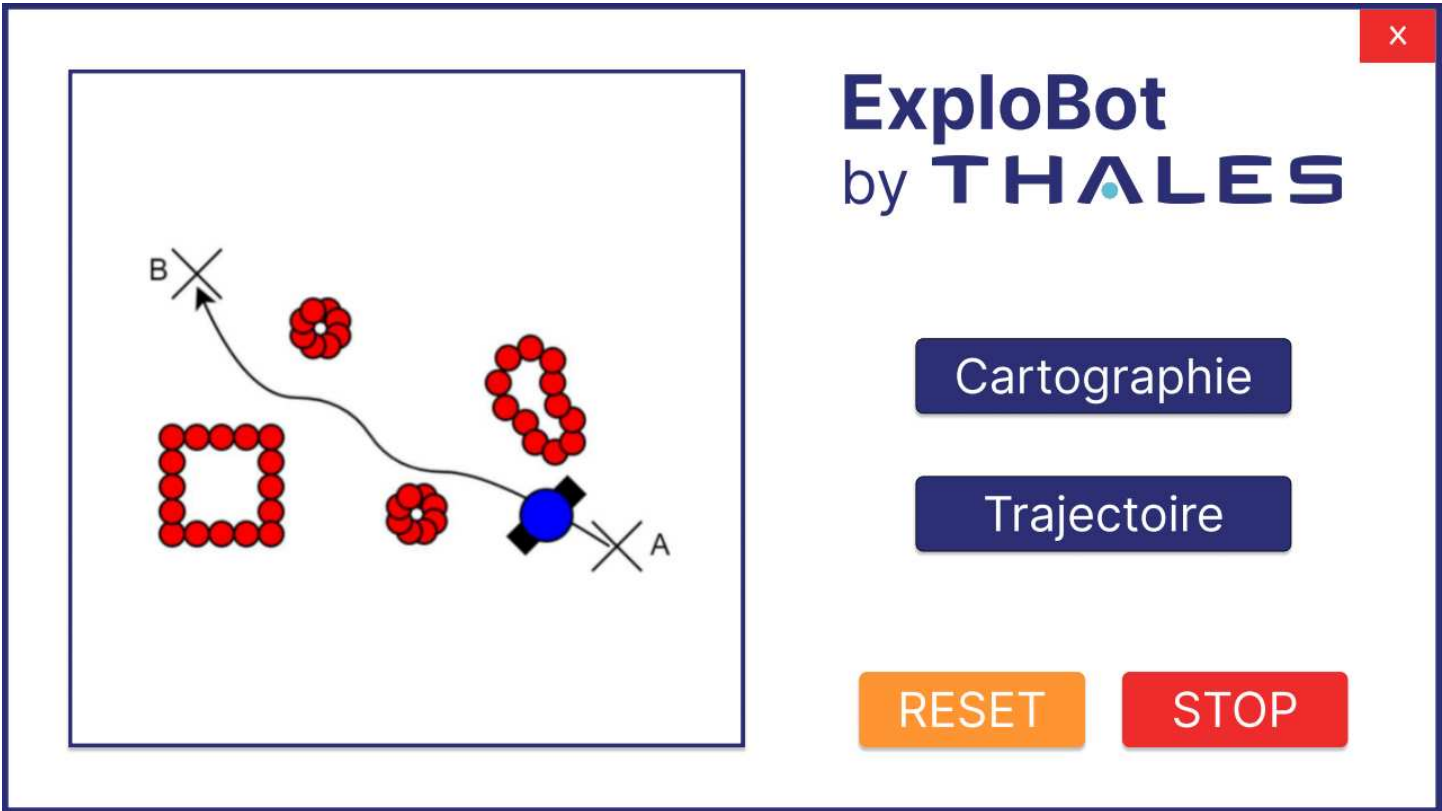 X
ExploBot
by THALES
B
A
Cartographie
Trajectoire
RESET
STOP